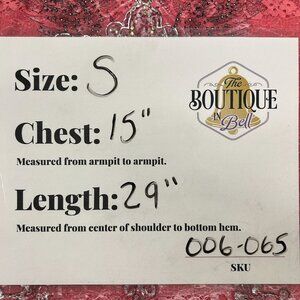 Size: S
The
BOUTIQUE
IN
Bell
Chest: 15"
Measured from armpit to armpit.
Length: 29"
Measured from center of shoulder to bottom hem.
006-065
SKU